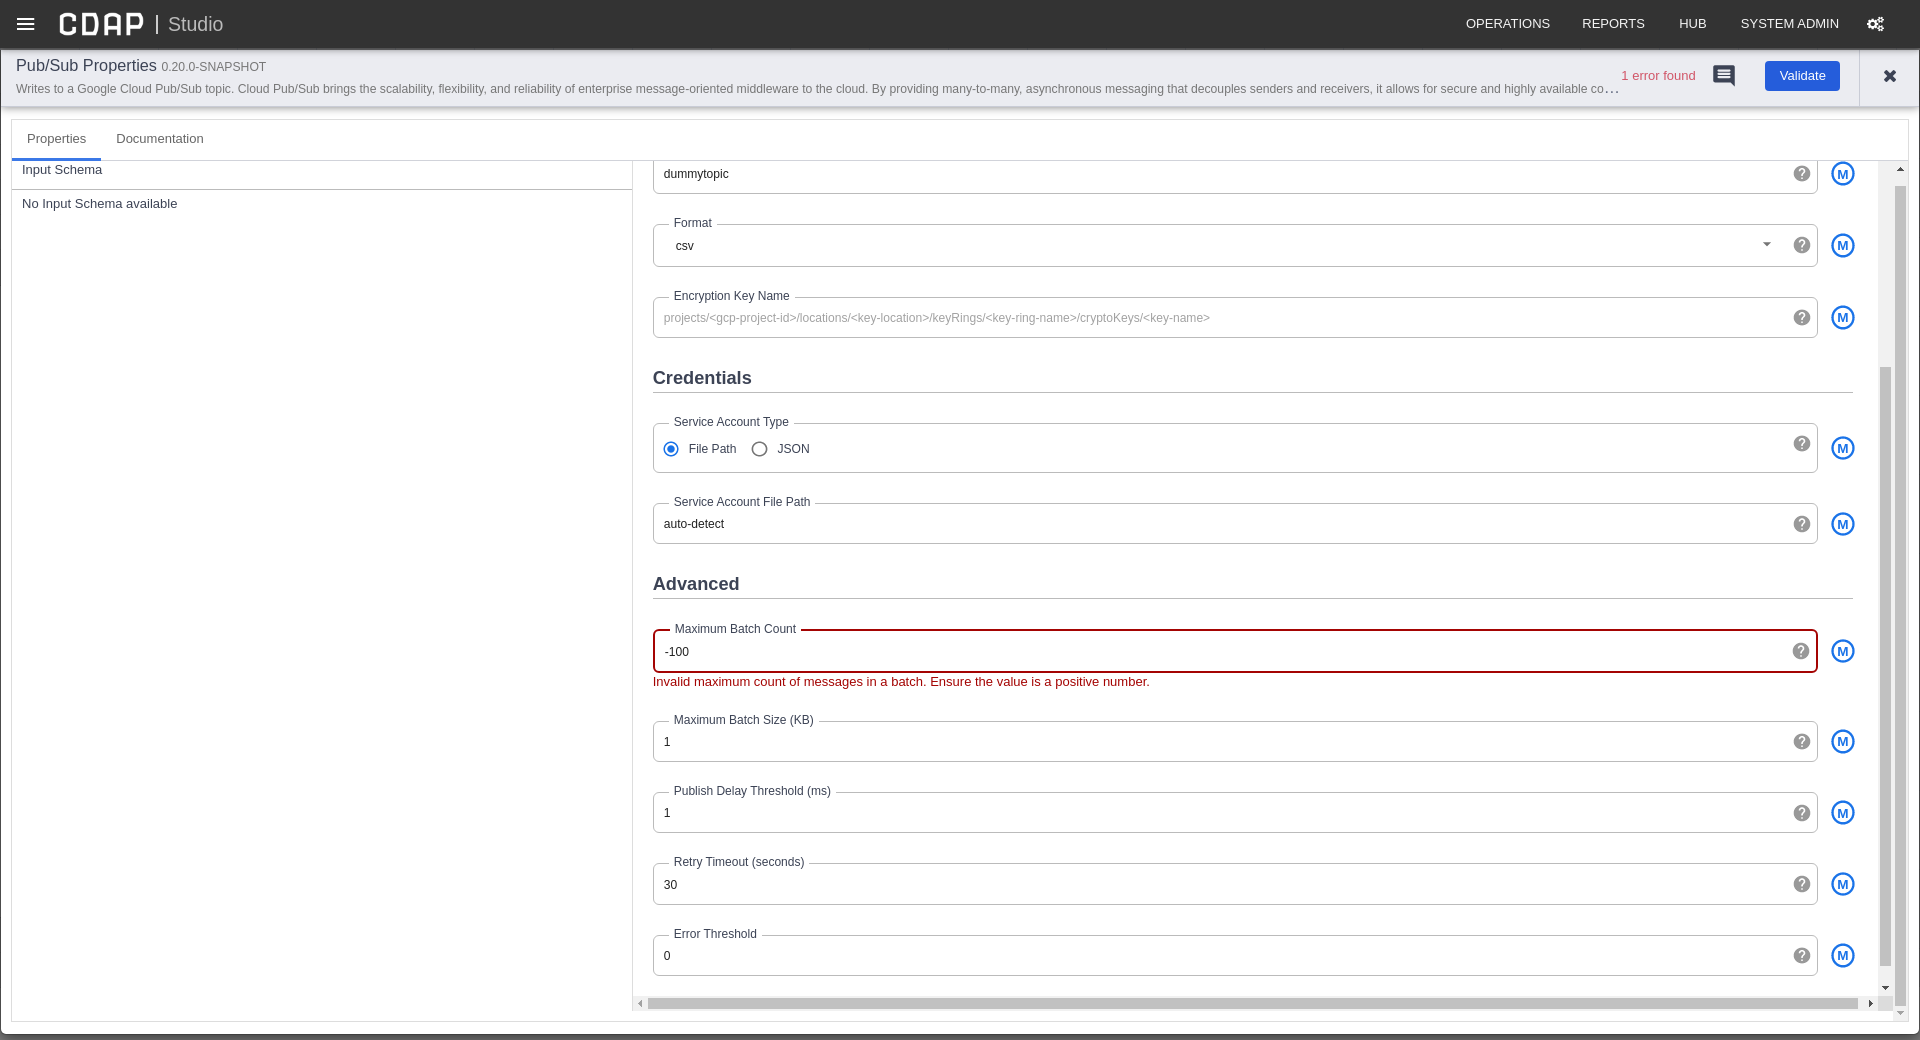 CDAP | Studio
OPERATIONS REPORTS HUB SYSTEM ADMIN
Pub/Sub Properties 0.20.0-SNAPSHOT
Writes to a Google Cloud Pub/Sub topic. Cloud Pub/Sub brings the scalability, flexibility, and reliability of enterprise message-oriented middleware to the cloud. By providing many-to-many, asynchronous messaging that decouples senders and receivers, it allows for secure and highly available co...
1 error found
Validate
Properties Documentation
Input Schema
No Input Schema available
dummytopic
M
Format
csv
M
Encryption Key Name
projects/<gcp-project-id>/locations/<key-location>/keyRings/<key-ring-name>/cryptoKeys/<key-name>
M
Credentials
Service Account Type
File Path JSON
M
Service Account File Path
auto-detect
M
Advanced
Maximum Batch Count
-100
M
Invalid maximum count of messages in a batch. Ensure the value is a positive number.
Maximum Batch Size (KB)
1
M
Publish Delay Threshold (ms)
1
M
Retry Timeout (seconds)
30
M
Error Threshold
0
M